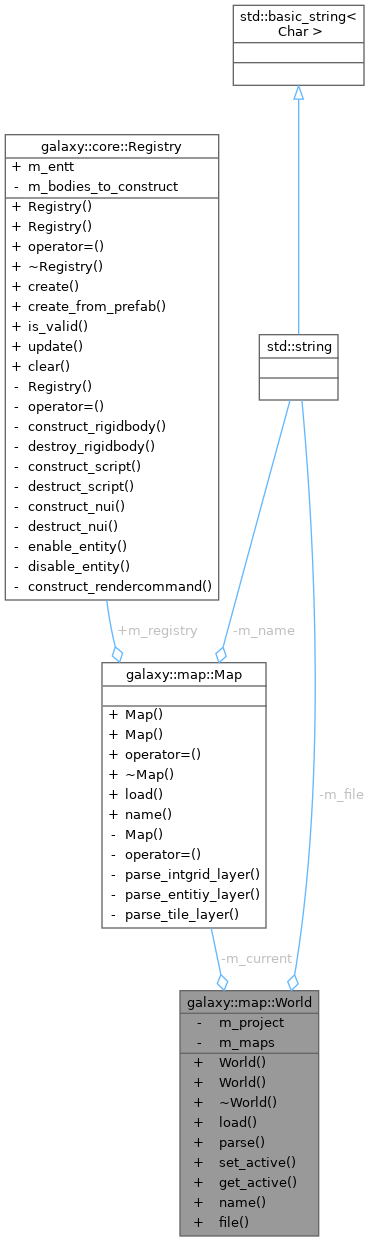 std::basic_string<
Char >
galaxy::core::Registry
+ m_entt
- m_bodies_to_construct
+ Registry()
+ Registry()
+ operator=()
+ ~Registry()
+ create()
+ create_from_prefab()
+ is_valid()
+ update()
+ clear()
- Registry()
- operator=()
- construct_rigidbody()
- destroy_rigidbody()
- construct_script()
- destruct_script()
- construct_nui()
- destruct_nui()
- enable_entity()
- disable_entity()
- construct_rendercommand()
std::string
+m_registry
-m_name
galaxy::map::Map
+ Map()
+ Map()
+ operator=()
+ ~Map()
+ load()
+ name()
- Map()
- operator=()
- parse_intgrid_layer()
- parse_entitiy_layer()
- parse_tile_layer()
-m_file
-m_current
galaxy::map::World
- m_project
- m_maps
+ World()
+ World()
+ ~World()
+ load()
+ parse()
+ set_active()
+ get_active()
+ name()
+ file()